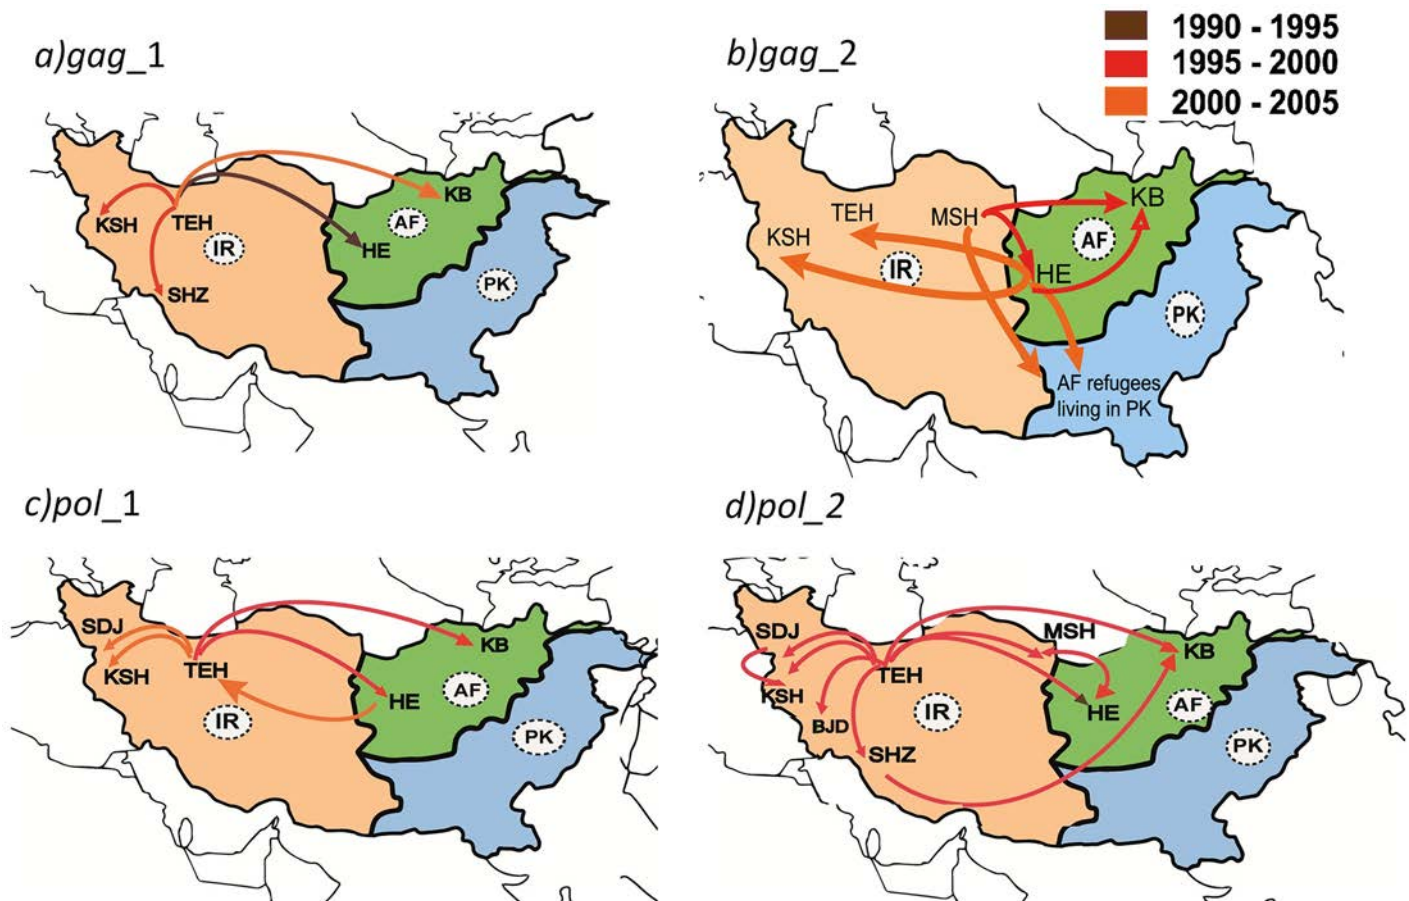 a)gag_1
b)gag_2
1990 - 1995
1995 - 2000
2000 - 2005
KSH
TEH
IR
SHZ
KB
AF
HE
PK
TEH
MSH
KSH
IR
KB
AF
HE
PK
AF refugees
living in PK
c)pol_1
d)pol_2
SDJ
KSH
TEH
IR
KB
AF
HE
PK
SDJ
MSH
KB
TEH
KSH
BJD
IR
HE
AF
SHZ
PK